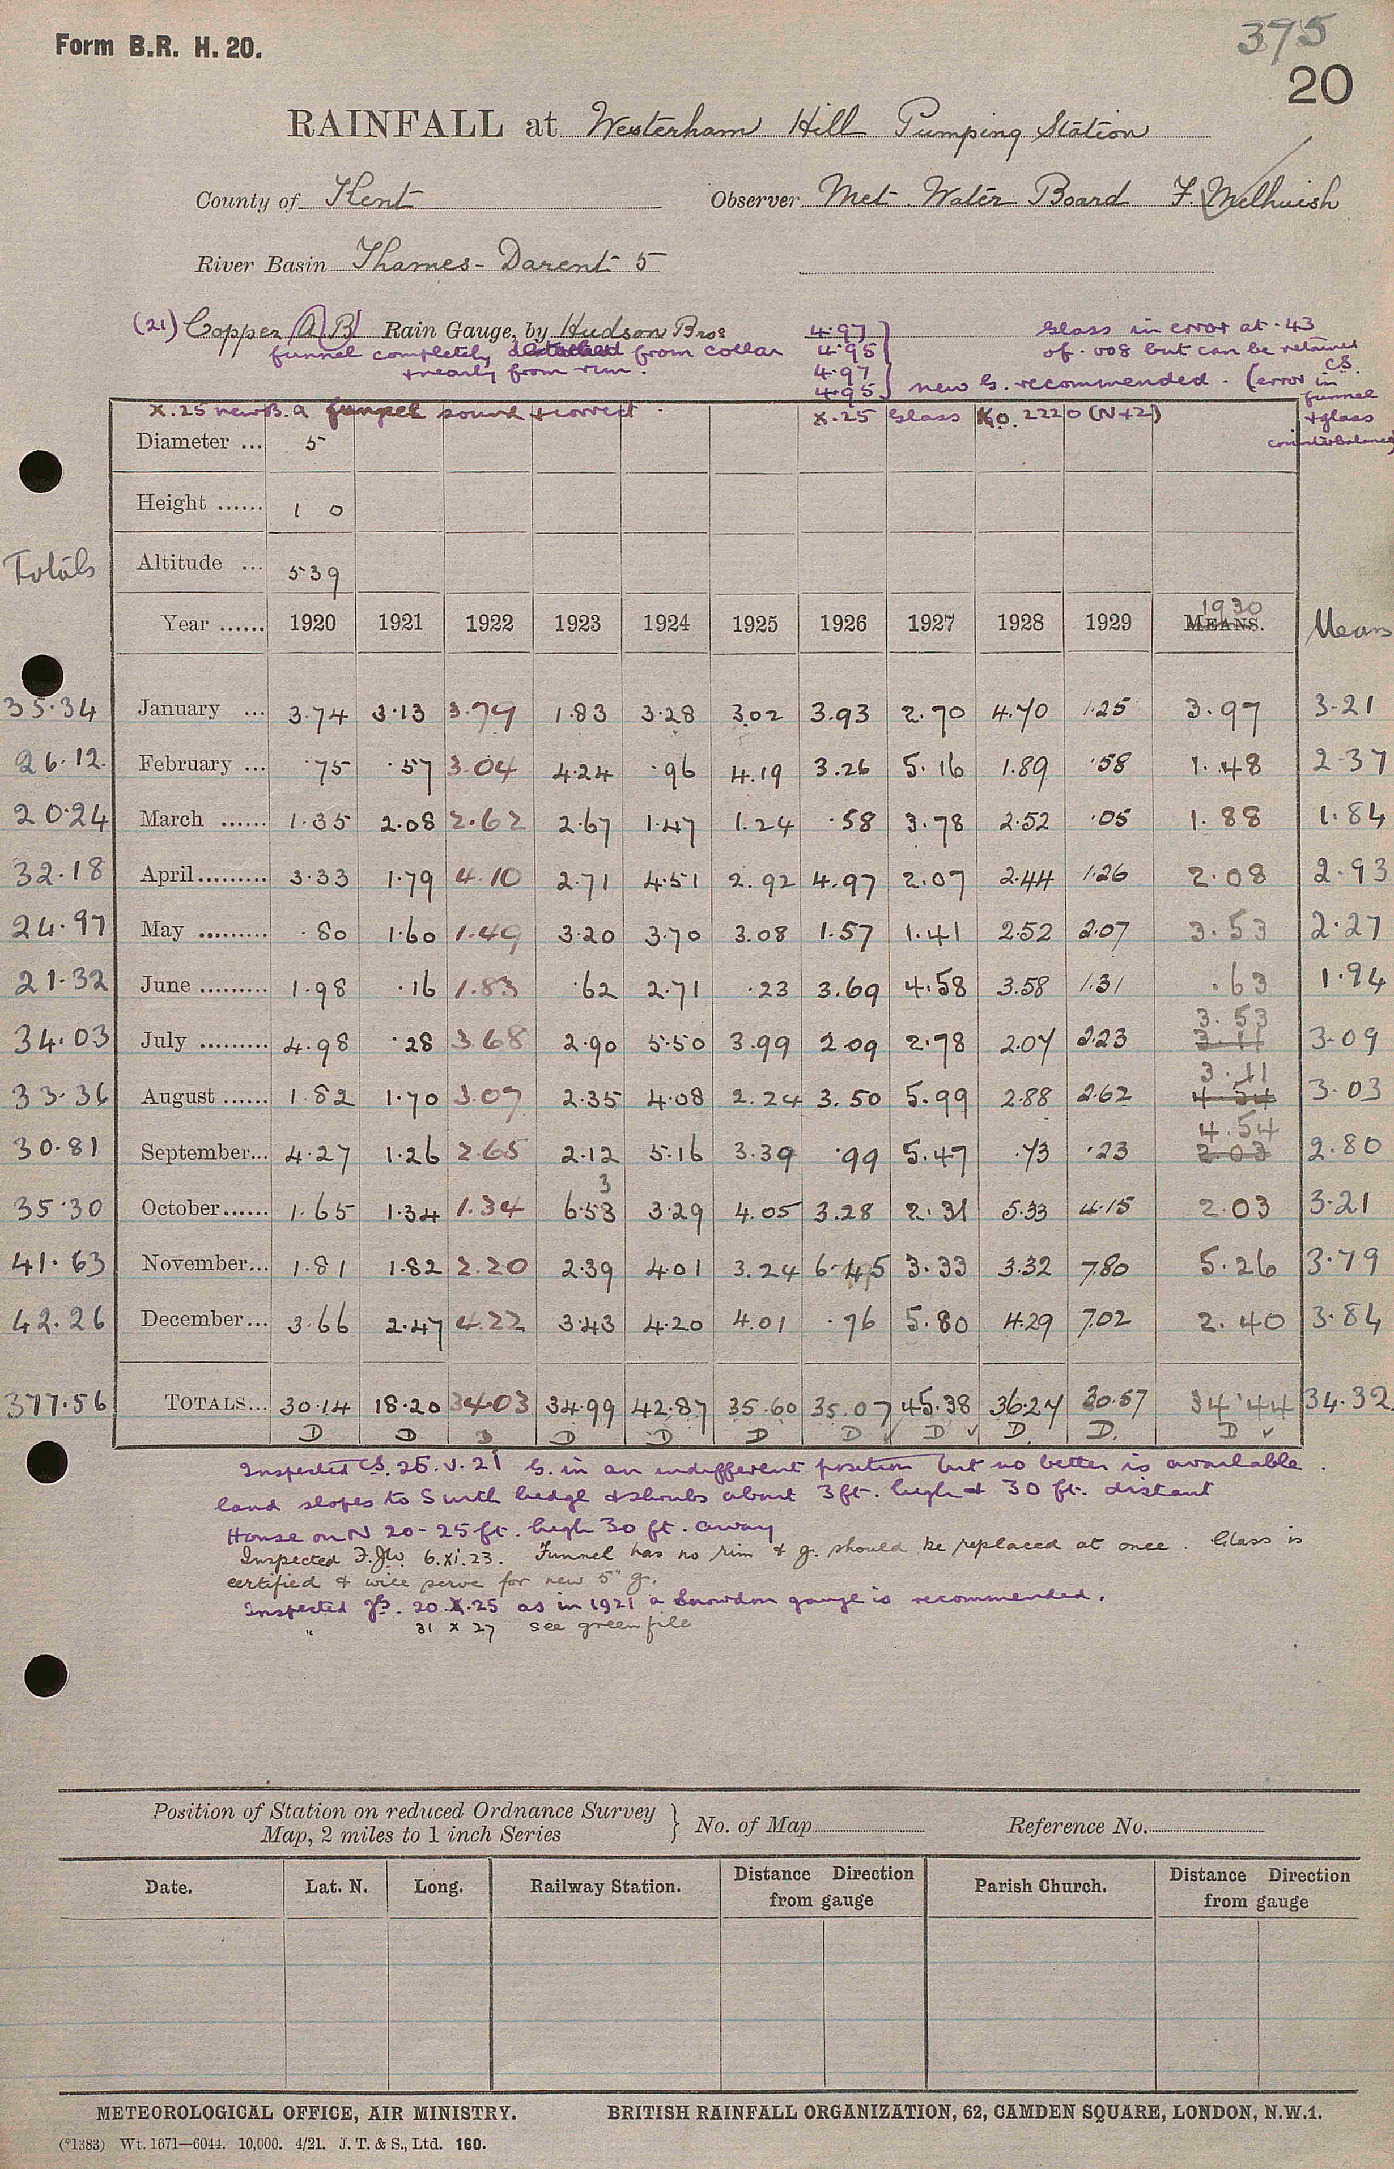 375
Form B.R. H. 20.
20
RAINFALL at Westerham Hill Pumping Station
County of Kent Observer Met. Water Board F. Melhuish
River Basin Thames - Darent 5
(21) Copper A B Rain Gauge, by Hudson Bros
funnel completely detached from collar
+ nearly from rim.
4.97
4.95
4.97
4.95
Glass in error at .43
of .008 but can be retained
CS.
new G. recommended. (error in
funnel
+ glass
counterbalance)
X.25 new B. a funnel sound + correct
X.25 Glass No. 2220 (N+2)
Diameter ... 5
Height ...... 1 0
Altitude ... 539
Totals Year ...... 1920 1921 1922 1923 1924 1925 1926 1927 1928 1929 1930 MEANS. Means
35.34 January ... 3.74 3.13 3.79 1.83 3.28 3.02 3.93 2.70 4.70 1.25 3.97 3.21
26.12 February ... .75 .57 3.04 4.24 .96 4.19 3.26 5.16 1.89 .58 1.48 2.37
20.24 March ...... 1.35 2.08 2.62 2.67 1.47 1.24 .58 3.78 2.52 .05 1.88 1.84
32.18 April ......... 3.33 1.79 4.10 2.71 4.51 2.92 4.97 2.07 2.44 1.26 2.08 2.93
24.97 May ......... .80 1.60 1.49 3.20 3.70 3.08 1.57 1.41 2.52 2.07 3.53 2.27
21.32 June ......... 1.98 .16 1.83 .62 2.71 .23 3.69 4.58 3.58 1.31 .63 1.94
34.03 July ......... 4.98 .28 3.68 2.90 5.50 3.99 2.09 2.78 2.07 2.23 3.53 3.11 3.09
33.36 August ...... 1.82 1.70 3.07 2.35 4.08 2.24 3.50 5.99 2.88 2.62 3.11 4.54 3.03
30.81 September... 4.27 1.26 2.65 2.12 5.16 3.39 .99 5.47 .73 .23 4.54 2.03 2.80
3
35.30 October...... 1.65 1.34 1.34 6.53 3.29 4.05 3.28 2.31 5.33 4.15 2.03 3.21
41.63 November... 1.81 1.82 2.20 2.39 4.01 3.24 6.45 3.33 3.32 7.80 5.26 3.79
42.26 December... 3.66 2.47 4.22 3.43 4.20 4.01 .76 5.80 4.29 7.02 2.40 3.84
377.56 TOTALS... 30.14 18.20 34.03 34.99 42.87 35.60 35.07 45.38 36.27 30.57 34.44 34.32
D D D D D D D ✓ D ✓ D. D. D ✓
Inspected CS. 26.V.21 G. in an indifferent position but no better is available.
land slopes to S with hedge & shrubs about 3 ft. high & 30 ft. distant
House on N 20-25 ft. high 30 ft. away
Inspected 6.XI.23. Funnel has no rim & g. should be replaced at once. Glass is
certified & will serve for new 5" g.
Inspected 20.X.25 as in 1921 a Snowdon gauge is recommended.
" 31 X 27 see green file
Position of Station on reduced Ordnance Survey
Map, 2 miles to 1 inch Series } No. of Map Reference No.
Date. Lat. N. Long. Railway Station. Distance Direction from gauge Parish Church. Distance Direction from gauge
METEOROLOGICAL OFFICE, AIR MINISTRY. BRITISH RAINFALL ORGANIZATION, 62, CAMDEN SQUARE, LONDON, N.W.1.
(*1383) Wt. 1671—6044. 10,000. 4/21. J. T. & S., Ltd. 160.